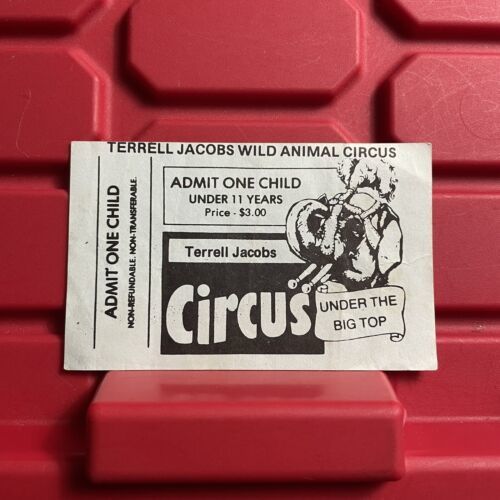 TERRELL JACOBS WILD ANIMAL CIRCUS
ADMIT ONE CHILD
NON-REFUNDABLE. NON-TRANSFERABLE.
ADMIT ONE CHILD
UNDER 11 YEARS
Price - $3.00
Terrell Jacobs
Circus
UNDER THE
BIG TOP